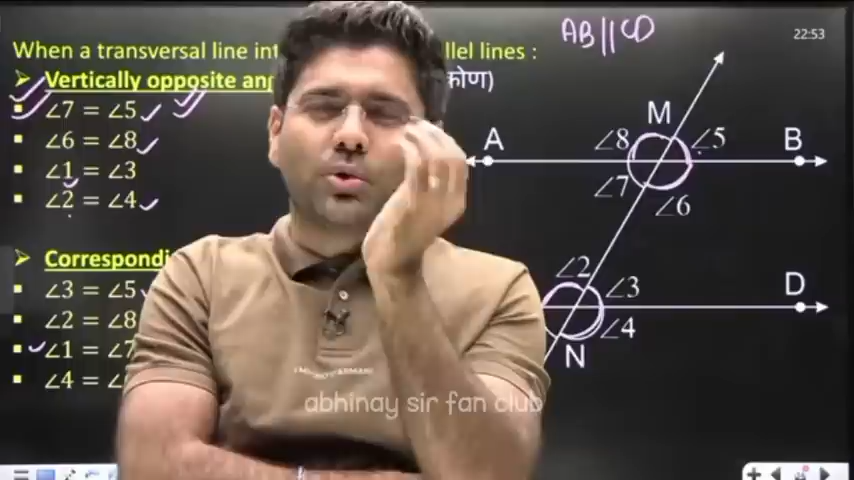 When a transversal line int llel lines :
AB||CD
22:53
Vertically opposite an कोण)
∠7 = ∠5
∠6 = ∠8
∠1 = ∠3
∠2 = ∠4
Correspondi
∠3 = ∠5
∠2 = ∠8
∠1 = ∠7
∠4 = ∠
M
A
∠8
∠5
B
∠7
∠6
∠2
∠3
D
∠4
N
abhinay sir fan club